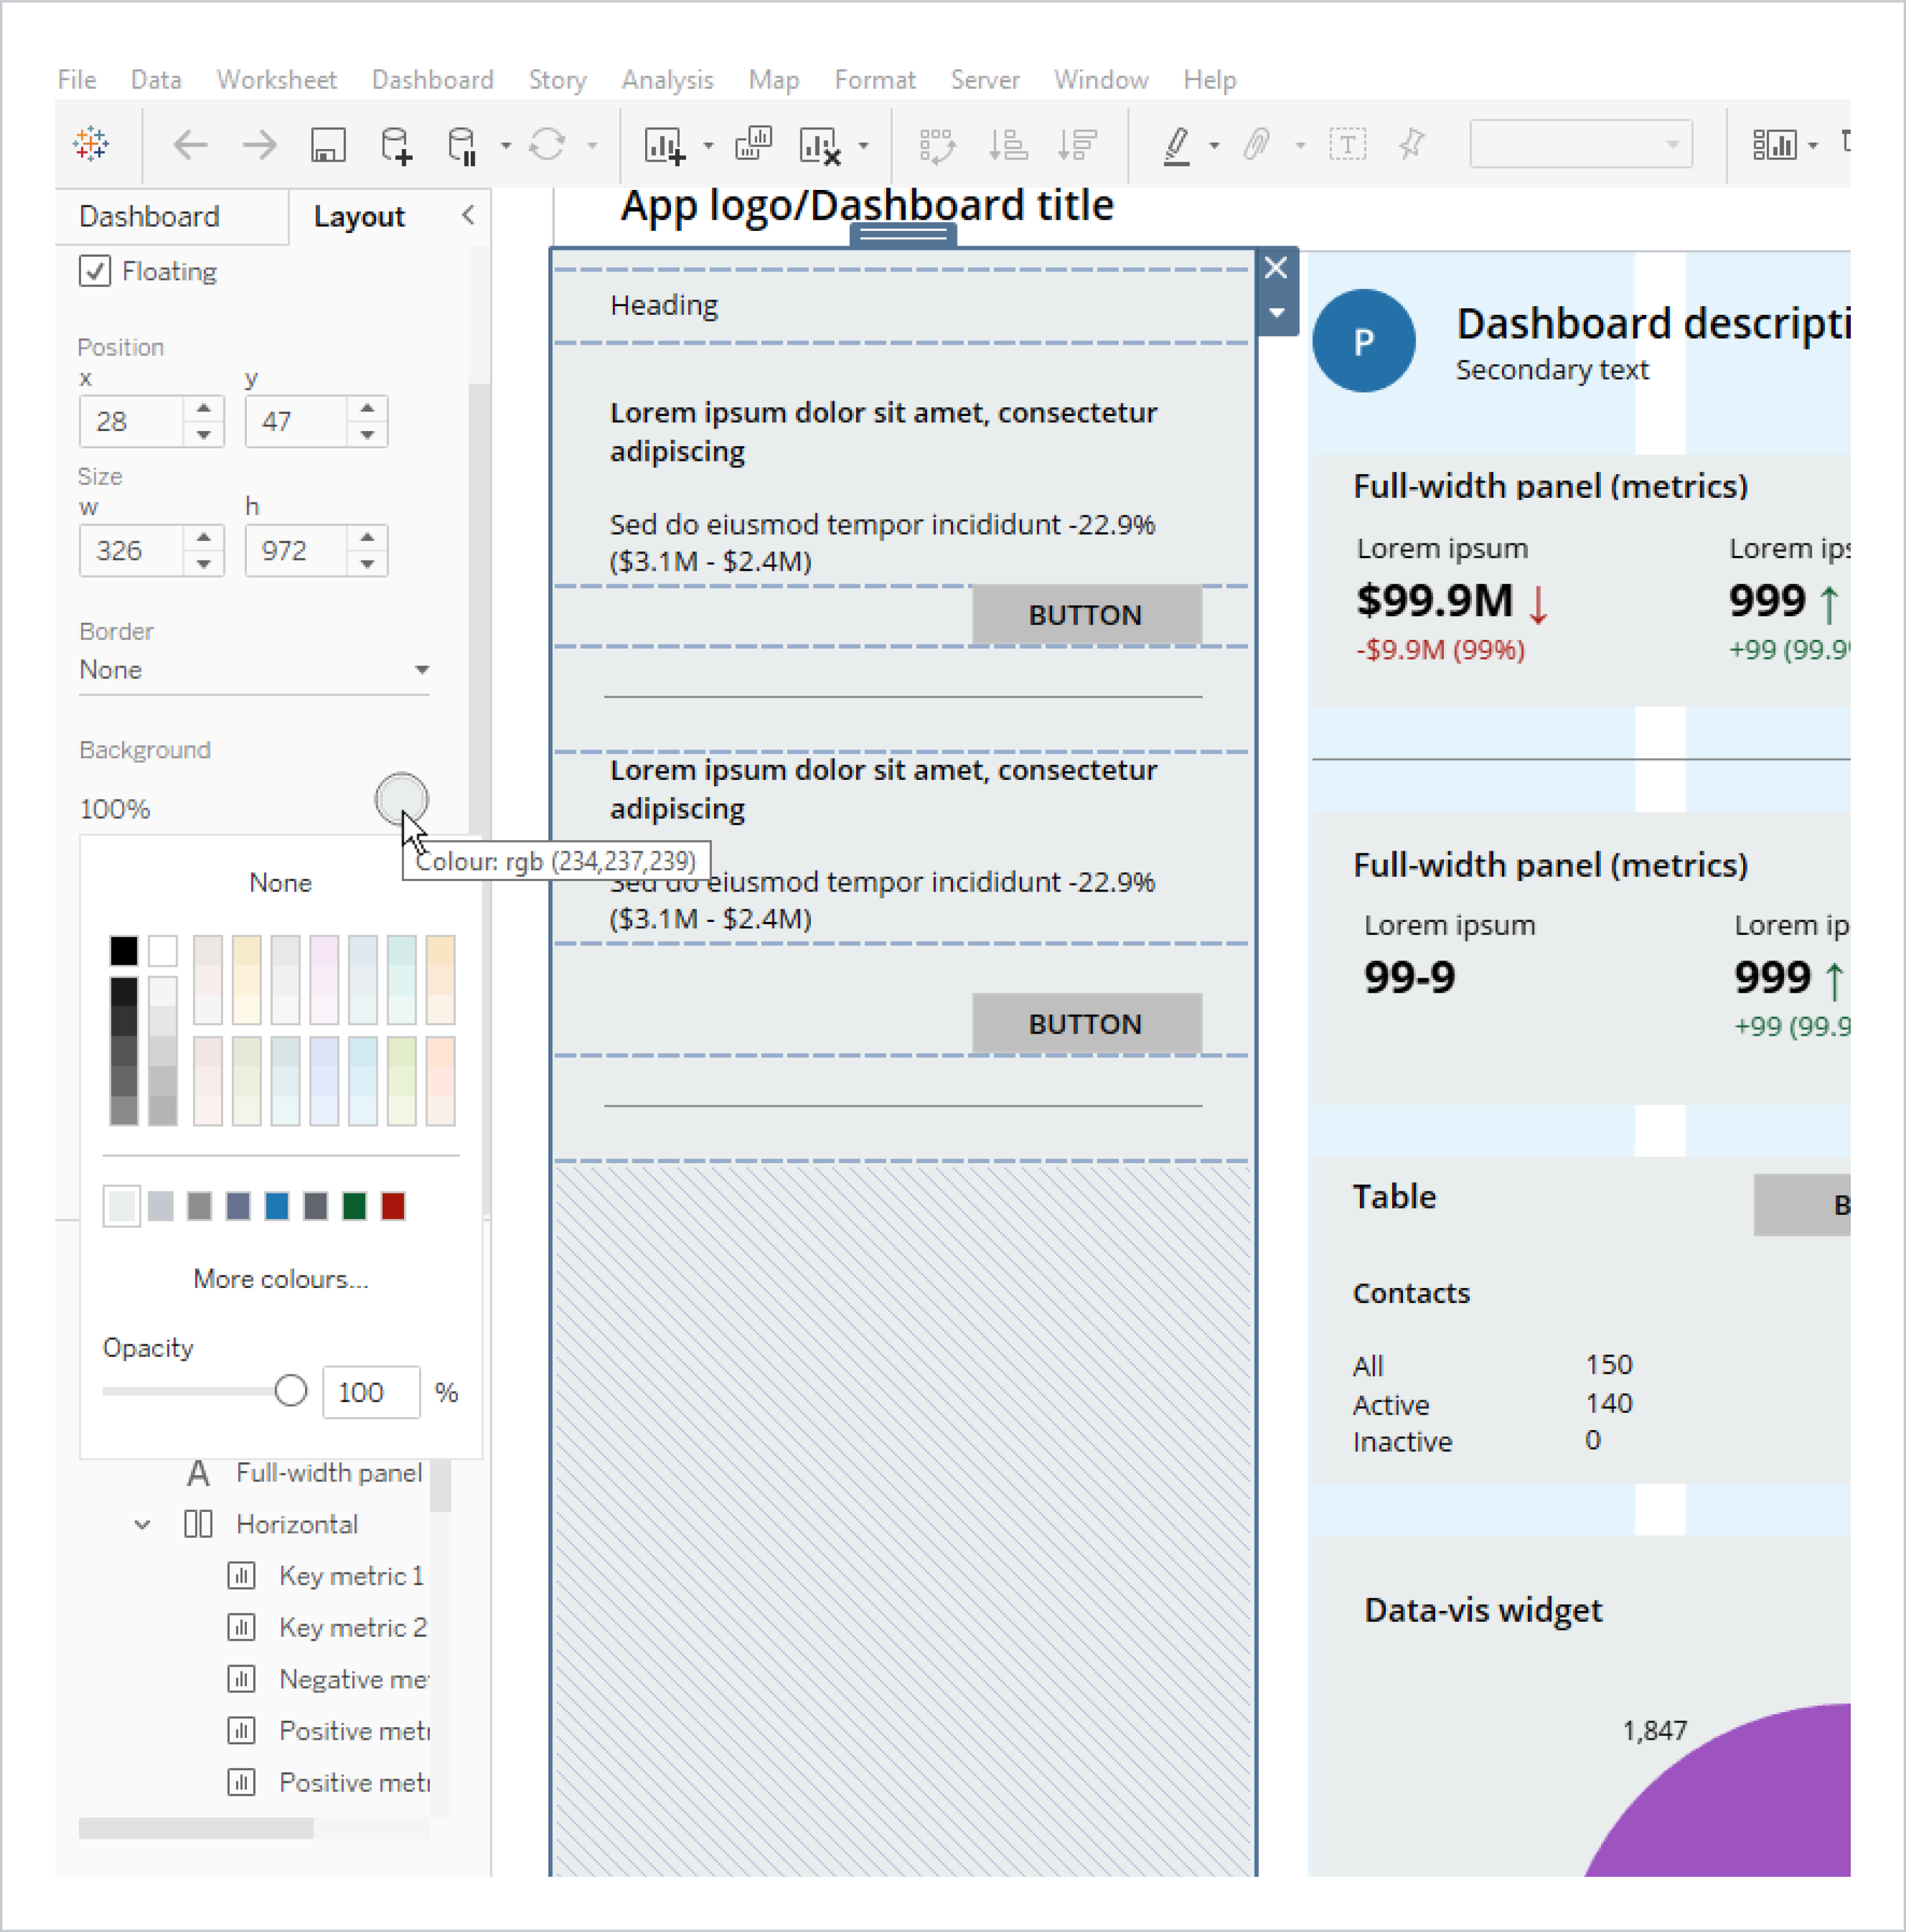 File Data Worksheet Dashboard Story Analysis Map Format Server Window Help
T
Dashboard Layout
Floating
Position
x y
28 47
Size
w h
326 972
Border
None
Background
100%
Colour: rgb (234,237,239)
None
More colours...
Opacity
100 %
A Full-width panel
Horizontal
Key metric 1
Key metric 2
Negative me
Positive met
Positive met
App logo/Dashboard title
Heading
Lorem ipsum dolor sit amet, consectetur
adipiscing
Sed do eiusmod tempor incididunt -22.9%
($3.1M - $2.4M)
BUTTON
Lorem ipsum dolor sit amet, consectetur
adipiscing
Sed do eiusmod tempor incididunt -22.9%
($3.1M - $2.4M)
BUTTON
P
Dashboard descripti
Secondary text
Full-width panel (metrics)
Lorem ipsum Lorem ips
$99.9M ↓ 999 ↑
-$9.9M (99%) +99 (99.9
Full-width panel (metrics)
Lorem ipsum Lorem ip
99-9 999 ↑
+99 (99.9
Table
B
Contacts
All 150
Active 140
Inactive 0
Data-vis widget
1,847